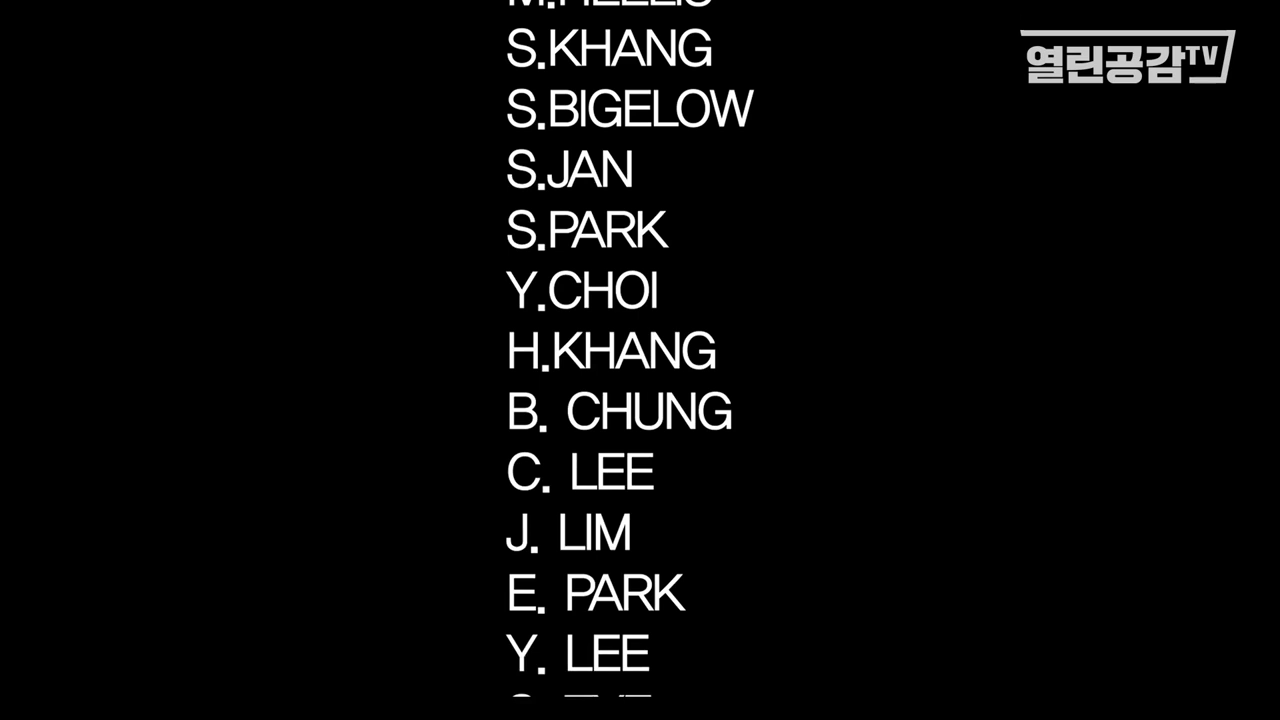 S.KHANG
열린공감TV
S.BIGELOW
S.JAN
S.PARK
Y.CHOI
H.KHANG
B. CHUNG
C. LEE
J. LIM
E. PARK
Y. LEE